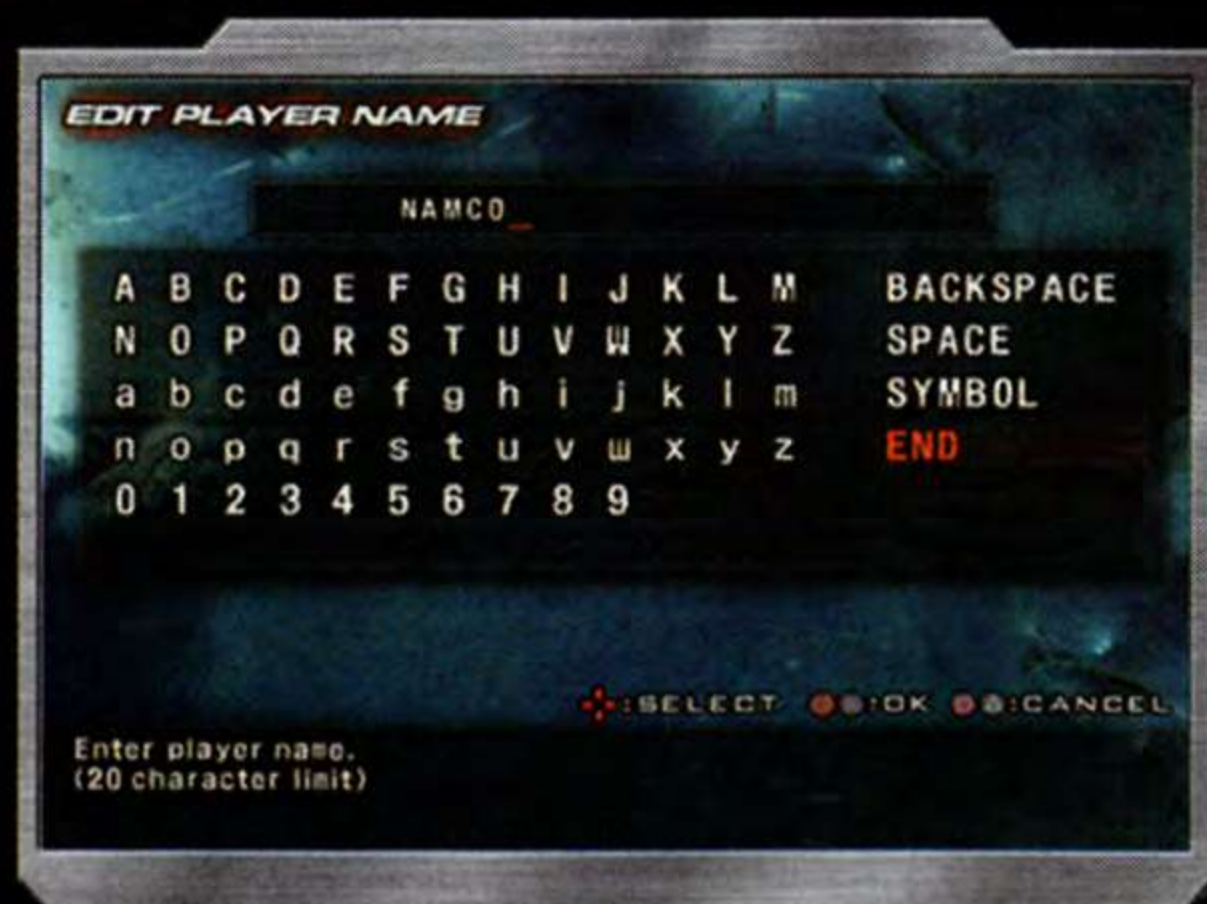 EDIT PLAYER NAME
NAMCO_
A B C D E F G H I J K L M BACKSPACE
N O P Q R S T U V W X Y Z SPACE
a b c d e f g h i j k l m SYMBOL
n o p q r s t u v w x y z END
0 1 2 3 4 5 6 7 8 9
:SELECT :OK :CANCEL
Enter player name.
(20 character limit)